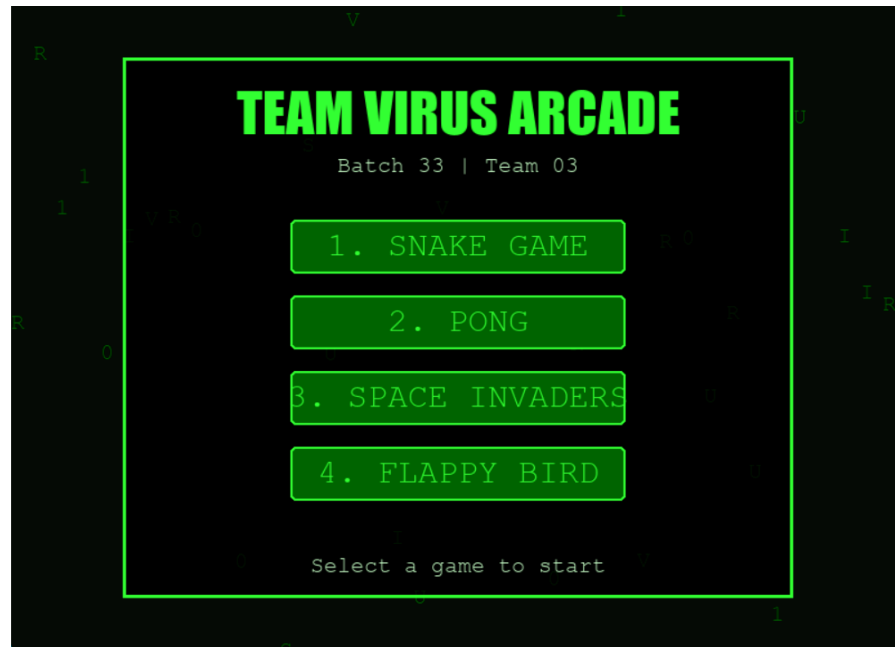 TEAM VIRUS ARCADE
Batch 33 | Team 03
1. SNAKE GAME
2. PONG
3. SPACE INVADERS
4. FLAPPY BIRD
Select a game to start